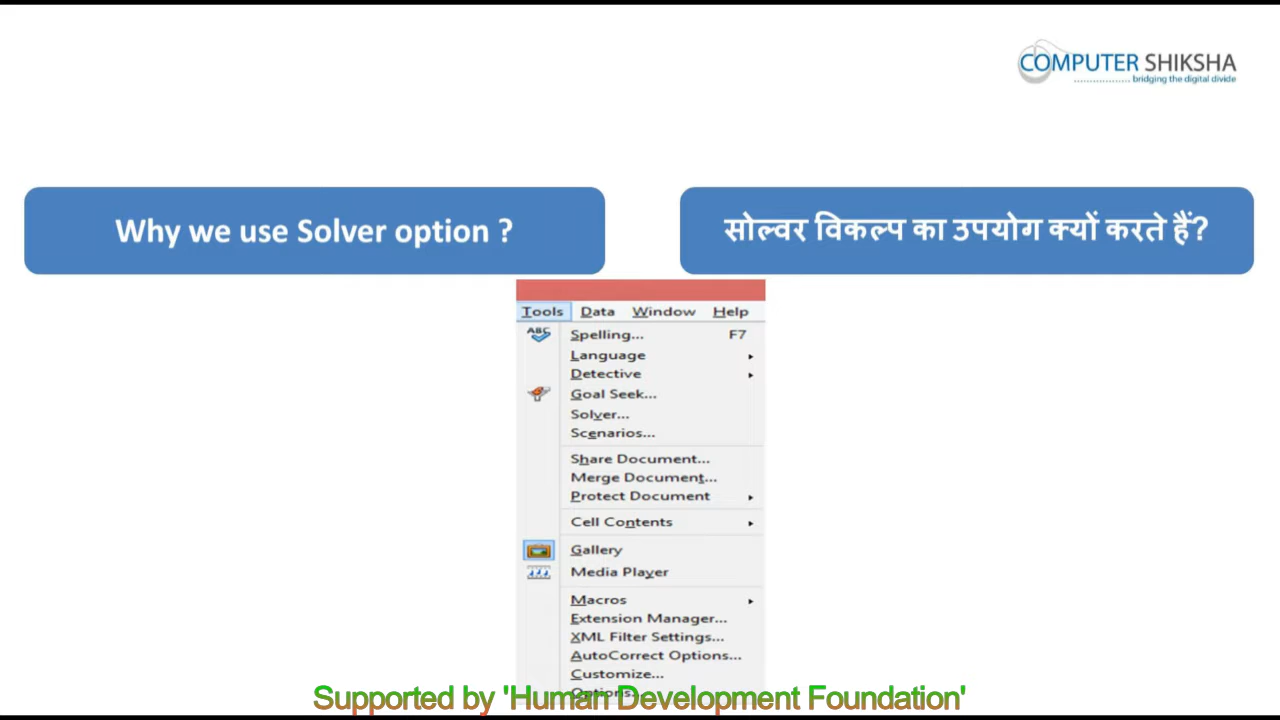 COMPUTER SHIKSHA
bridging the digital divide
Why we use Solver option ?
सोल्वर विकल्प का उपयोग क्यों करते हैं?
Tools Data Window Help
ABC
Spelling... F7
Language
Detective
Goal Seek...
Solver...
Scenarios...
Share Document...
Merge Document...
Protect Document
Cell Contents
Gallery
Media Player
Macros
Extension Manager...
XML Filter Settings...
AutoCorrect Options...
Customize...
Options...
Supported by 'Human Development Foundation'